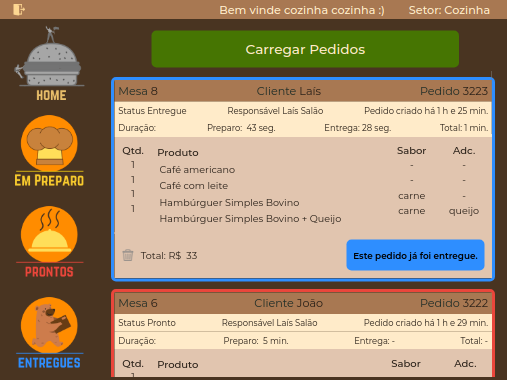 Bem vinde cozinha cozinha :) Setor: Cozinha
HOME
EM PREPARO
PRONTOS
ENTREGUES
Carregar Pedidos
Mesa 8 Cliente Laís Pedido 3223
Status Entregue Responsável Laís Salão Pedido criado há 1 h e 25 min.
Duração: Preparo: 43 seg. Entrega: 28 seg. Total: 1 min.
Qtd. Produto Sabor Adc.
1 Café americano - -
1 Café com leite - -
1 Hambúrguer Simples Bovino carne -
1 Hambúrguer Simples Bovino + Queijo carne queijo
Total: R$ 33 Este pedido já foi entregue.
Mesa 6 Cliente João Pedido 3222
Status Pronto Responsável Laís Salão Pedido criado há 1 h e 29 min.
Duração: Preparo: 5 min. Entrega: - Total: -
Qtd. Produto Sabor Adc.